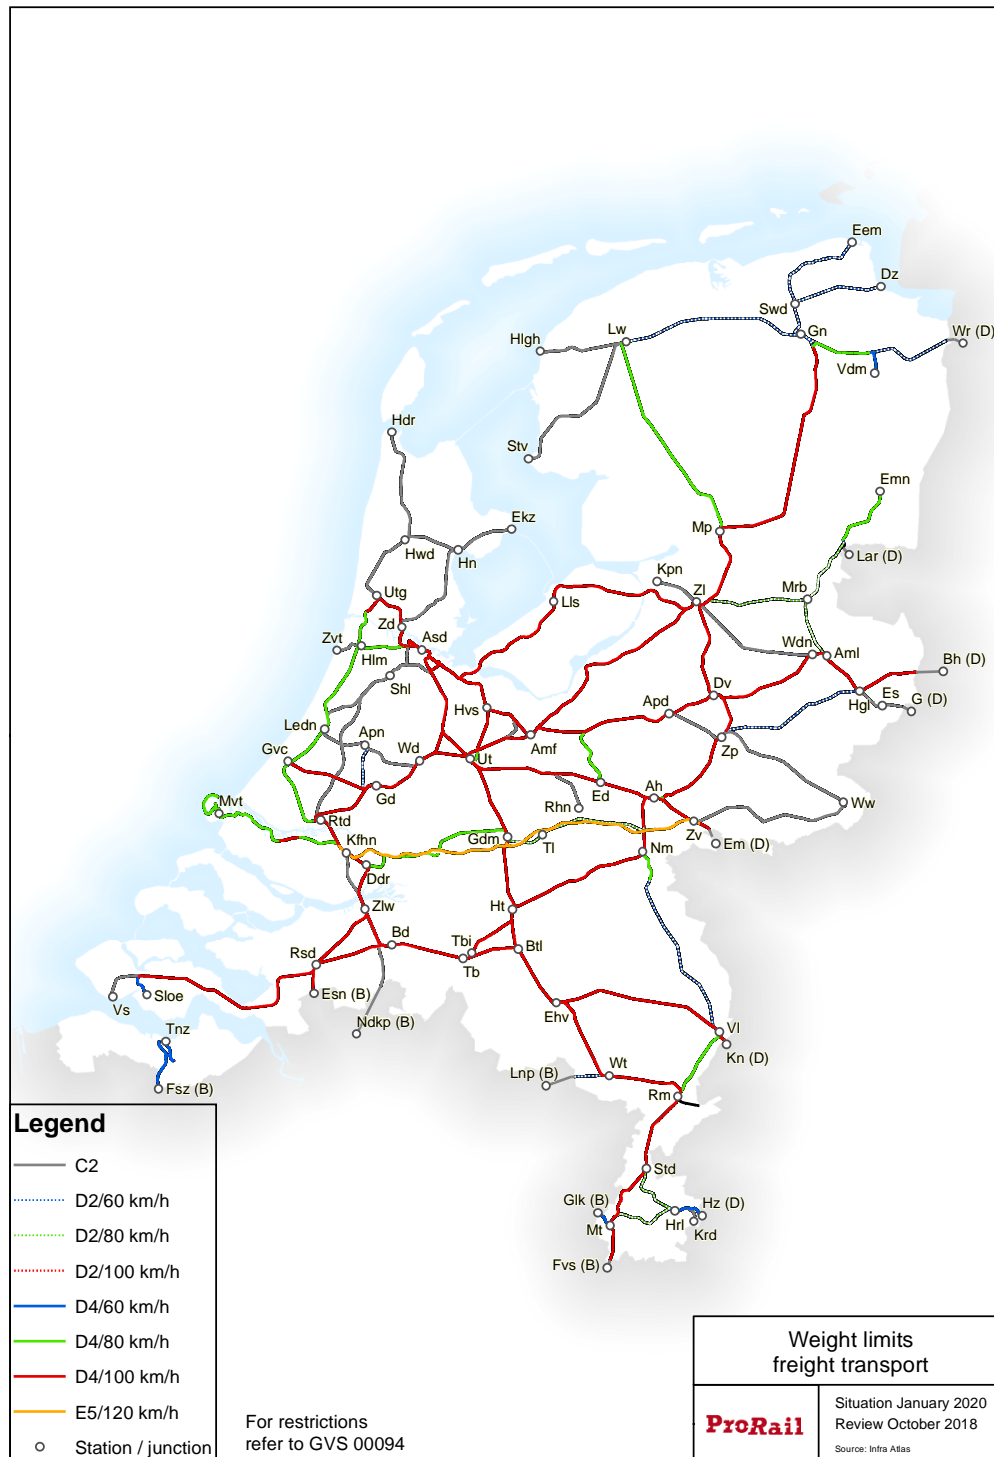 Eem
Dz
Swd
Gn
Wr (D)
Lw
Hlgh
Vdm
Hdr
Stv
Emn
Ekz
Mp
Hwd
Hn
Lar (D)
Kpn
Utg
Lls
Zl
Mrb
Zd
Zvt
Asd
Hlm
Wdn
Aml
Bh (D)
Shl
Hgl
Es
G (D)
Hvs
Apd
Dv
Ledn
Apn
Wd
Amf
Zp
Gvc
Ut
Gd
Ed
Ah
Rhn
Ww
Mvt
Rtd
Gdm
Tl
Zv
Em (D)
Kfhn
Nm
Ddr
Zlw
Ht
Bd
Tbi
Btl
Rsd
Tb
Esn (B)
Sloe
Vs
Ehv
Ndkp (B)
Tnz
Vl
Kn (D)
Fsz (B)
Lnp (B)
Wt
Rm
Std
Glk (B)
Hz (D)
Mt
Hrl
Krd
Fvs (B)
Legend
C2
D2/60 km/h
D2/80 km/h
D2/100 km/h
D4/60 km/h
D4/80 km/h
D4/100 km/h
E5/120 km/h
Station / junction
For restrictions
refer to GVS 00094
Weight limits
freight transport
ProRail
Situation January 2020
Review October 2018
Source: Infra Atlas